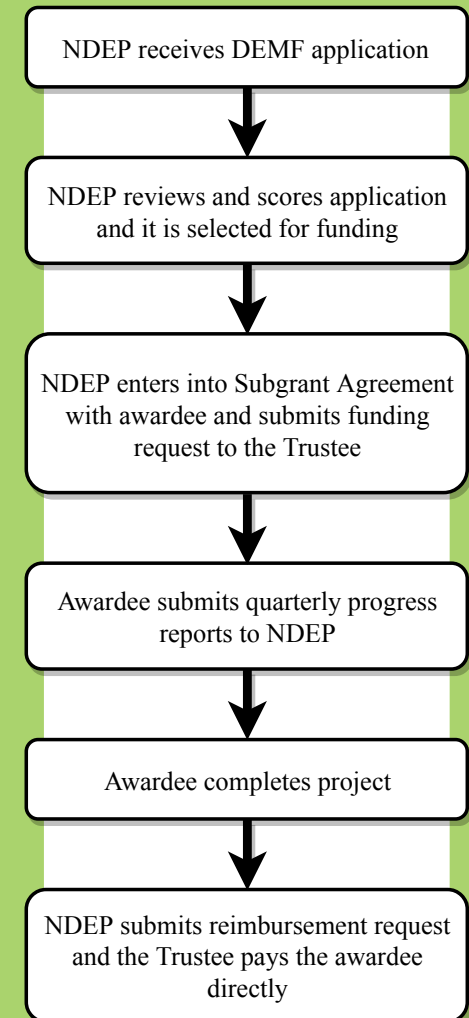 NDEP receives DEMF application
NDEP reviews and scores application
and it is selected for funding
NDEP enters into Subgrant Agreement
with awardee and submits funding
request to the Trustee
Awardee submits quarterly progress
reports to NDEP
Awardee completes project
NDEP submits reimbursement request
and the Trustee pays the awardee
directly